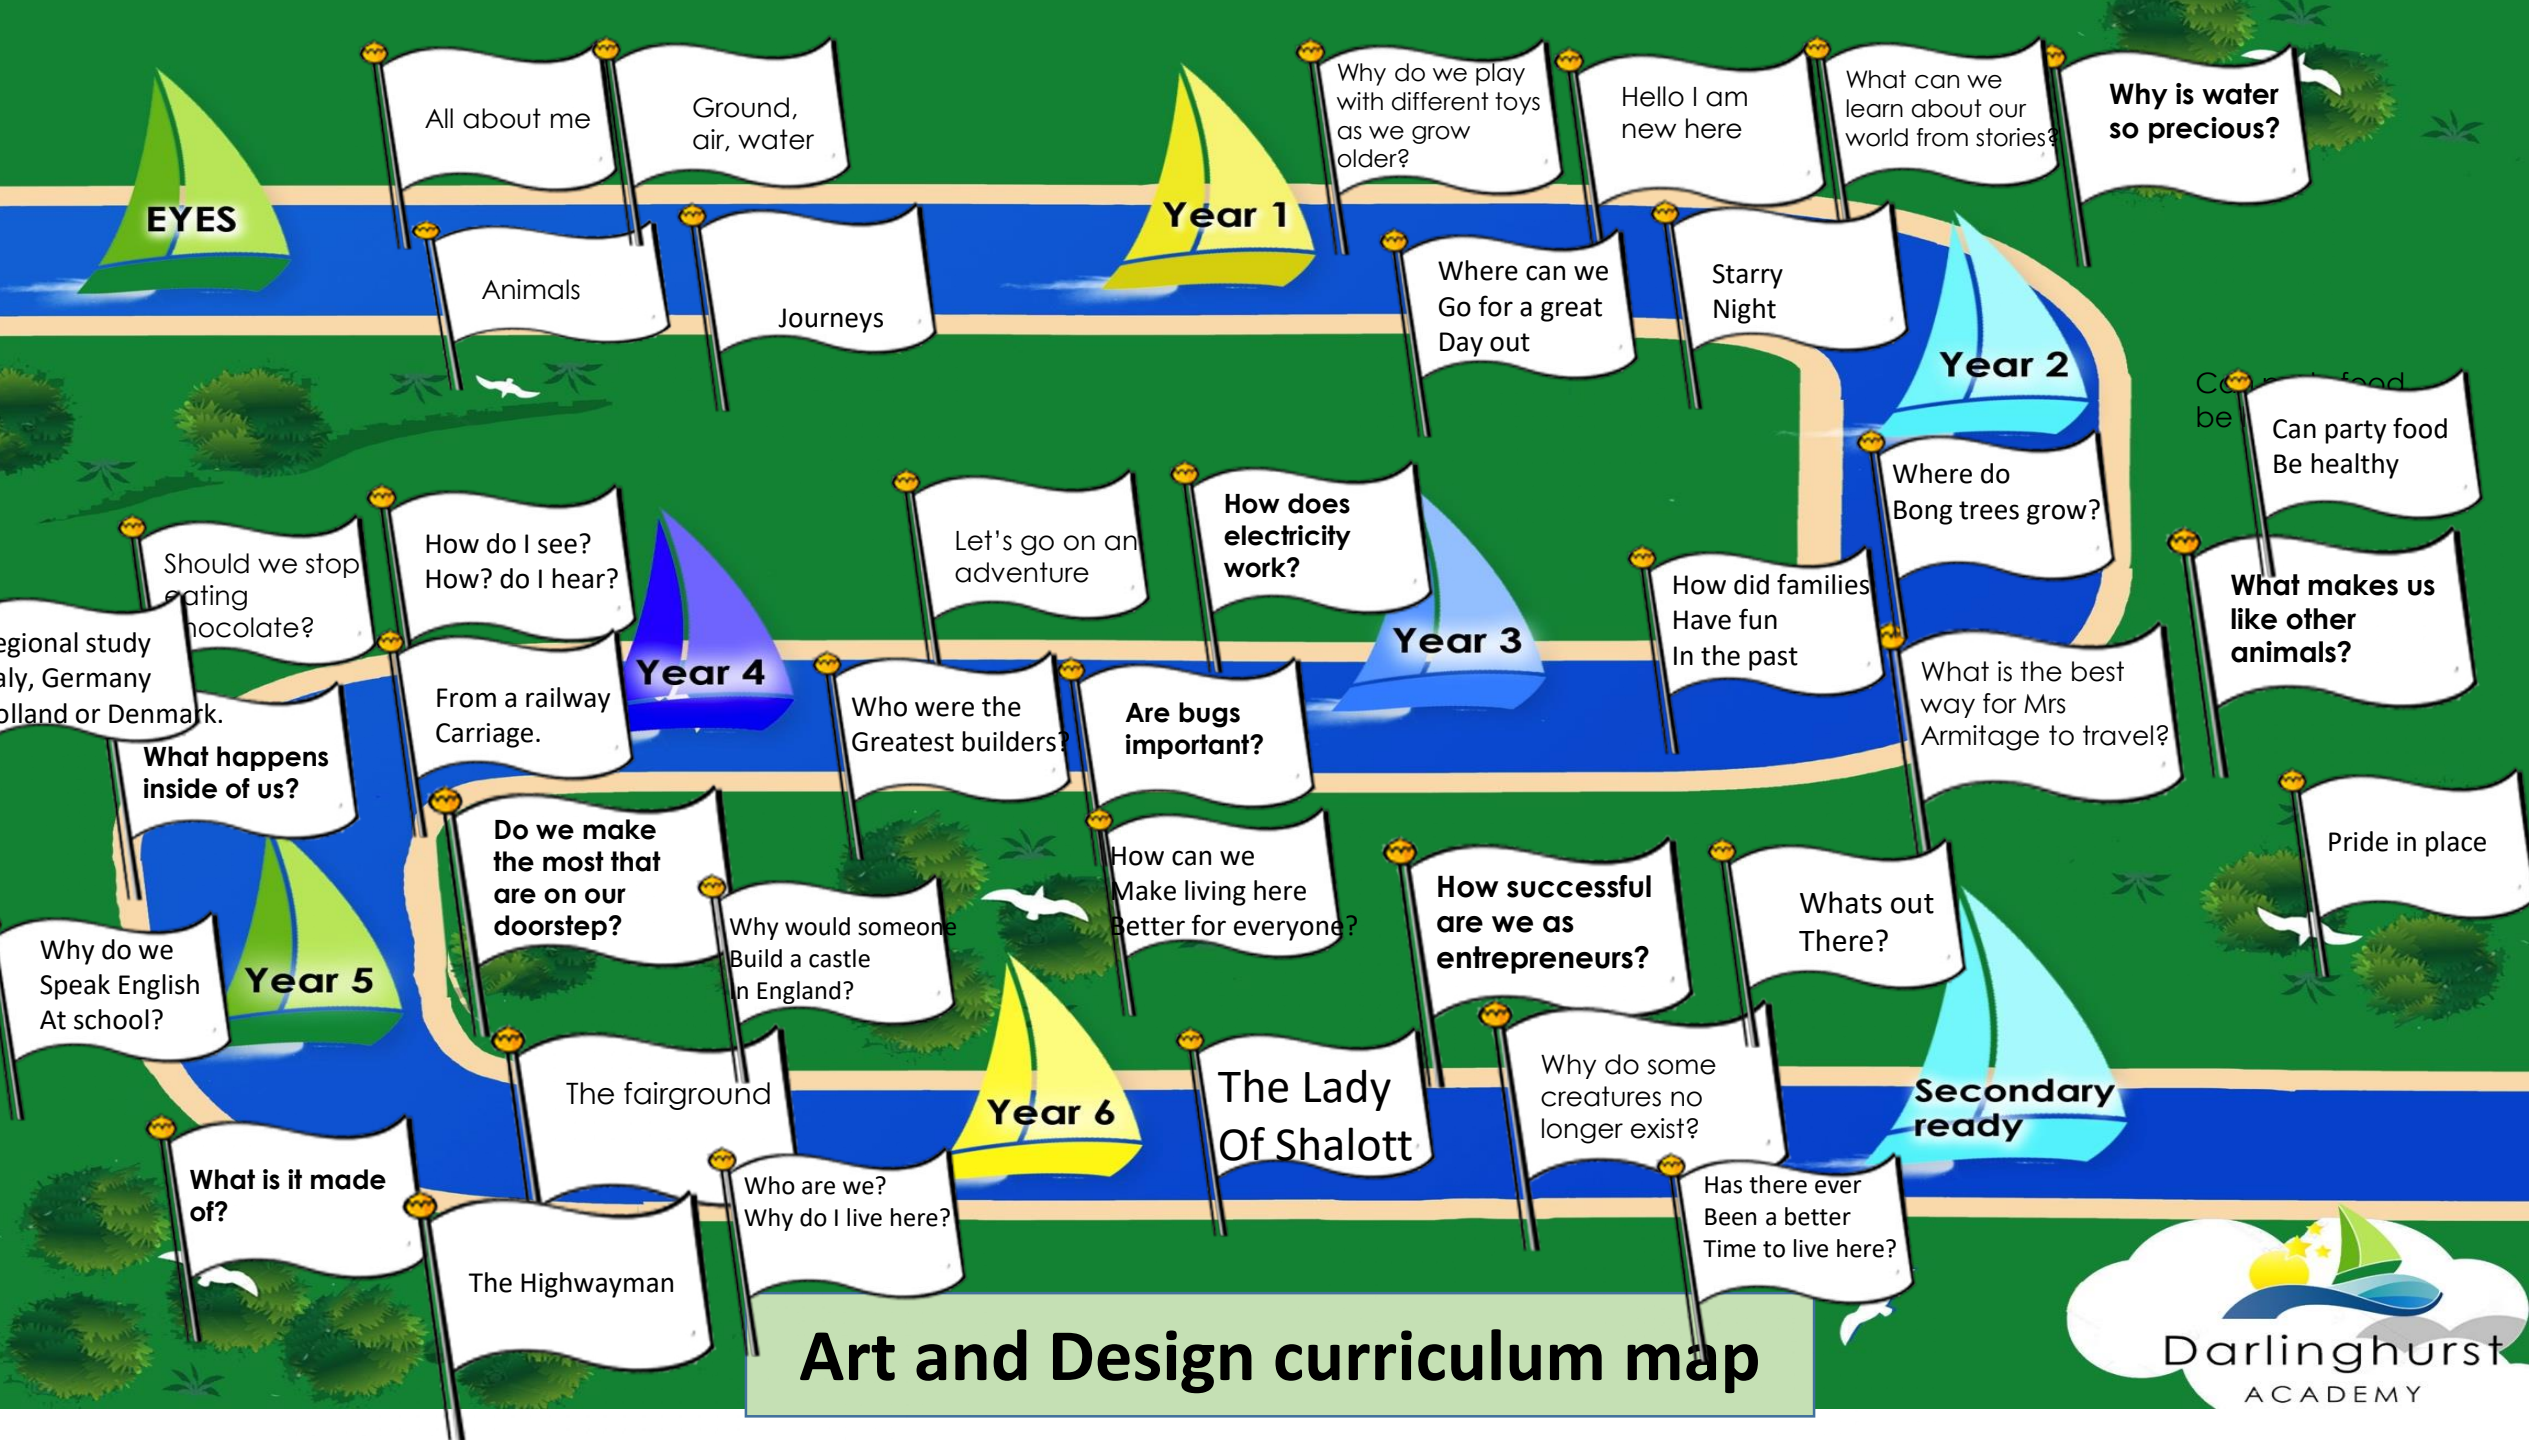 All about me
Ground,
air, water
Why do we play
with different toys
as we grow
older?
Hello I am
new here
What can we
learn about our
world from stories?
Why is water
so precious?
EYES
Year 1
Animals
Journeys
Where can we
Go for a great
Day out
Starry
Night
Year 2
be
Can party food
Be healthy
Where do
Bong trees grow?
What makes us
like other
animals?
How did families
Have fun
In the past
What is the best
way for Mrs
Armitage to travel?
Pride in place
Year 3
How does
electricity
work?
Let's go on an
adventure
Who were the
Greatest builders?
Are bugs
important?
How can we
Make living here
Better for everyone?
Year 4
How do I see?
How? do I hear?
Should we stop
eating
hocolate?
From a railway
Carriage.
egional study
aly, Germany
olland or Denmark.
What happens
inside of us?
Do we make
the most that
are on our
doorstep?
Why would someone
Build a castle
In England?
Year 5
Why do we
Speak English
At school?
The fairground
What is it made
of?
The Highwayman
Who are we?
Why do I live here?
Year 6
The Lady
Of Shalott
How successful
are we as
entrepreneurs?
Whats out
There?
Why do some
creatures no
longer exist?
Has there ever
Been a better
Time to live here?
Secondary
ready
Art and Design curriculum map
Darlinghurst
ACADEMY